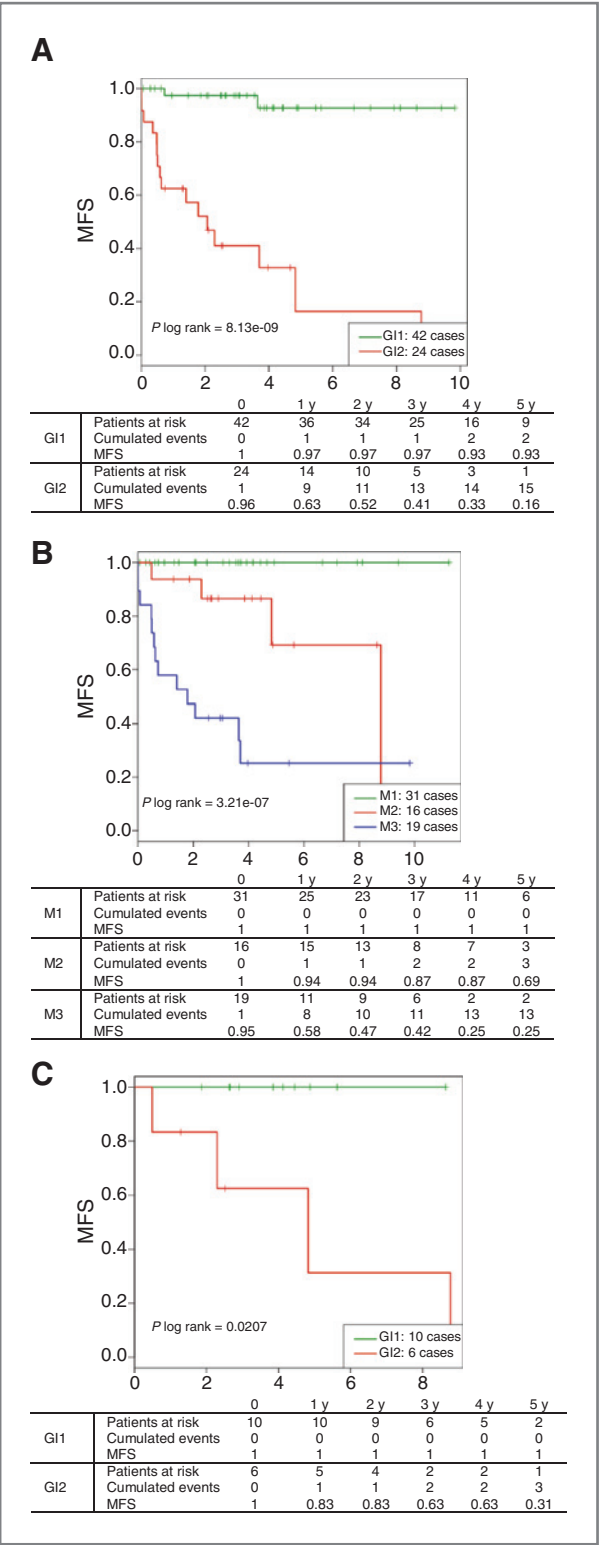 A
1.0
0.8
0.6
0.4
0.2
0.0
MFS
P log rank = 8.13e-09
GI1: 42 cases
GI2: 24 cases
0 2 4 6 8 10
0 1 y 2 y 3 y 4 y 5 y
GI1
Patients at risk 42 36 34 25 16 9
Cumulated events 0 1 1 1 2 2
MFS 1 0.97 0.97 0.97 0.93 0.93
GI2
Patients at risk 24 14 10 5 3 1
Cumulated events 1 9 11 13 14 15
MFS 0.96 0.63 0.52 0.41 0.33 0.16
B
1.0
0.8
0.6
0.4
0.2
0.0
MFS
P log rank = 3.21e-07
M1: 31 cases
M2: 16 cases
M3: 19 cases
0 2 4 6 8 10
0 1 y 2 y 3 y 4 y 5 y
M1
Patients at risk 31 25 23 17 11 6
Cumulated events 0 0 0 0 0 0
MFS 1 1 1 1 1 1
M2
Patients at risk 16 15 13 8 7 3
Cumulated events 0 1 1 2 2 3
MFS 1 0.94 0.94 0.87 0.87 0.69
M3
Patients at risk 19 11 9 6 2 2
Cumulated events 1 8 10 11 13 13
MFS 0.95 0.58 0.47 0.42 0.25 0.25
C
1.0
0.8
0.6
0.4
0.2
0.0
MFS
P log rank = 0.0207
GI1: 10 cases
GI2: 6 cases
0 2 4 6 8
0 1 y 2 y 3 y 4 y 5 y
GI1
Patients at risk 10 10 9 6 5 2
Cumulated events 0 0 0 0 0 0
MFS 1 1 1 1 1 1
GI2
Patients at risk 6 5 4 2 2 1
Cumulated events 0 1 1 2 2 3
MFS 1 0.83 0.83 0.63 0.63 0.31